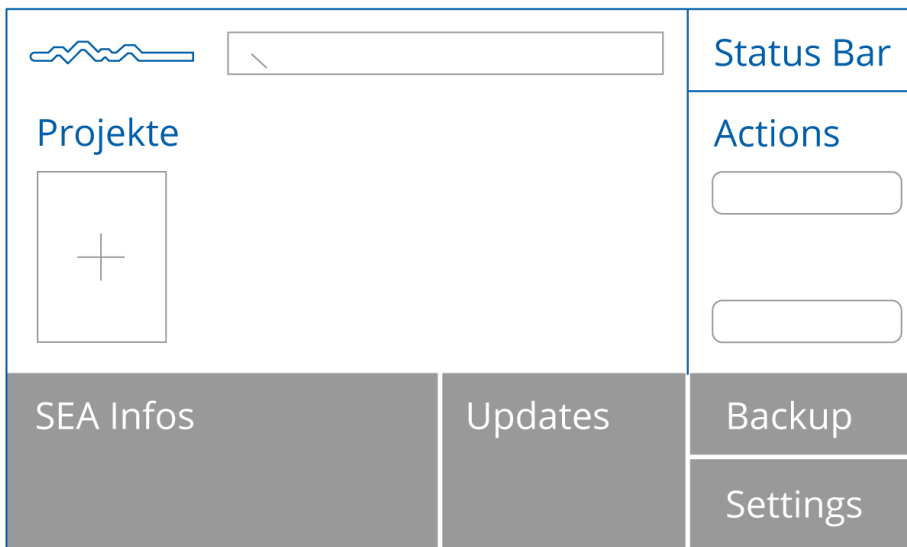 Status Bar
Projekte
Actions
SEA Infos
Updates
Backup
Settings